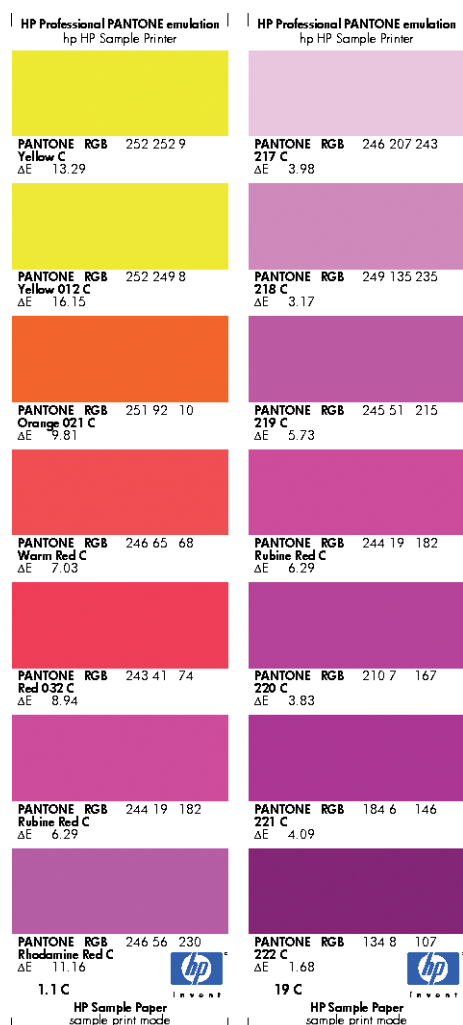 HP Professional PANTONE emulation
hp HP Sample Printer
PANTONE RGB 252 252 9
Yellow C
ΔE 13.29
PANTONE RGB 252 249 8
Yellow 012 C
ΔE 16.15
PANTONE RGB 251 92 10
Orange 021 C
ΔE 9.81
PANTONE RGB 246 65 68
Warm Red C
ΔE 7.03
PANTONE RGB 243 41 74
Red 032 C
ΔE 8.94
PANTONE RGB 244 19 182
Rubine Red C
ΔE 6.29
PANTONE RGB 246 56 230
Rhodamine Red C
ΔE 11.16
hp
1.1 C
invent
HP Sample Paper
sample print mode
HP Professional PANTONE emulation
hp HP Sample Printer
PANTONE RGB 246 207 243
217 C
ΔE 3.98
PANTONE RGB 249 135 235
218 C
ΔE 3.17
PANTONE RGB 245 51 215
219 C
ΔE 5.73
PANTONE RGB 244 19 182
Rubine Red C
ΔE 6.29
PANTONE RGB 210 7 167
220 C
ΔE 3.83
PANTONE RGB 184 6 146
221 C
ΔE 4.09
PANTONE RGB 134 8 107
222 C
ΔE 1.68
hp
19 C
invent
HP Sample Paper
sample print mode